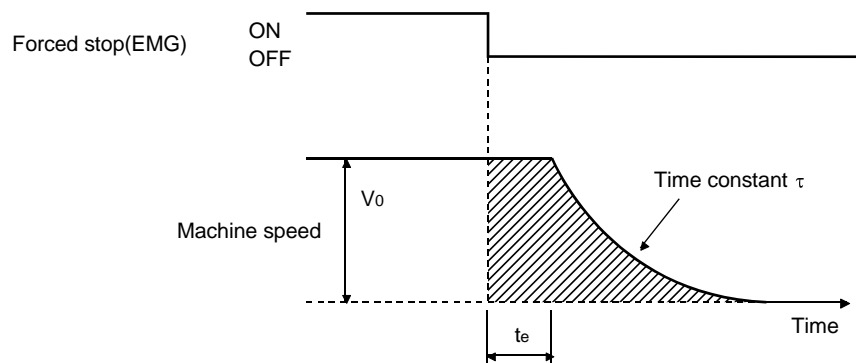 Forced stop(EMG)
ON
OFF
V0
Time constant τ
Machine speed
Time
te